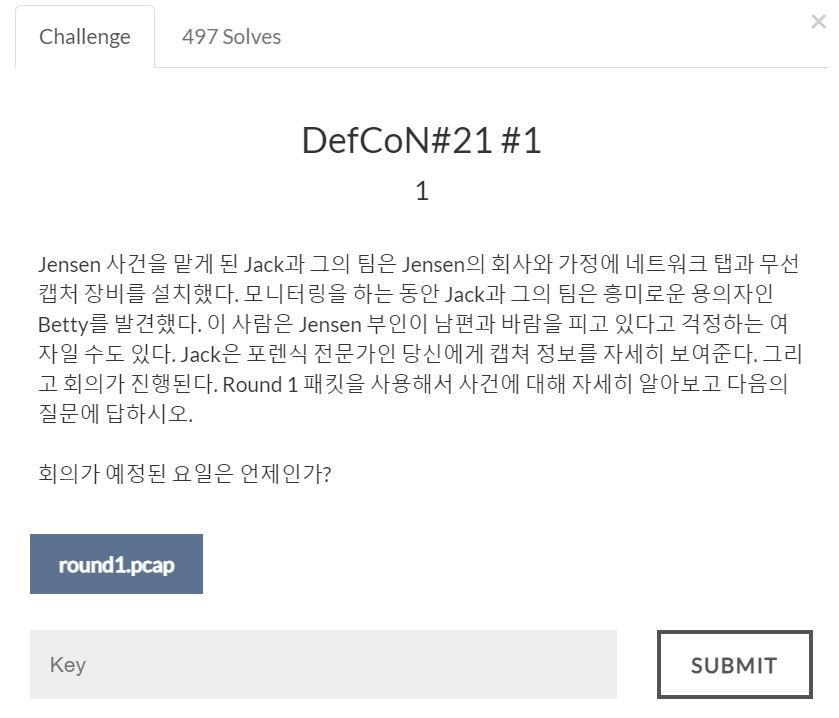 Challenge
497 Solves
×
DefCoN#21 #1
1
Jensen 사건을 맡게 된 Jack과 그의 팀은 Jensen의 회사와 가정에 네트워크 탭과 무선
캡처 장비를 설치했다. 모니터링을 하는 동안 Jack과 그의 팀은 흥미로운 용의자인
Betty를 발견했다. 이 사람은 Jensen 부인이 남편과 바람을 피고 있다고 걱정하는 여
자일 수도 있다. Jack은 포렌식 전문가인 당신에게 캡쳐 정보를 자세히 보여준다. 그리
고 회의가 진행된다. Round 1 패킷을 사용해서 사건에 대해 자세히 알아보고 다음의
질문에 답하시오.
회의가 예정된 요일은 언제인가?
round1.pcap
Key
SUBMIT